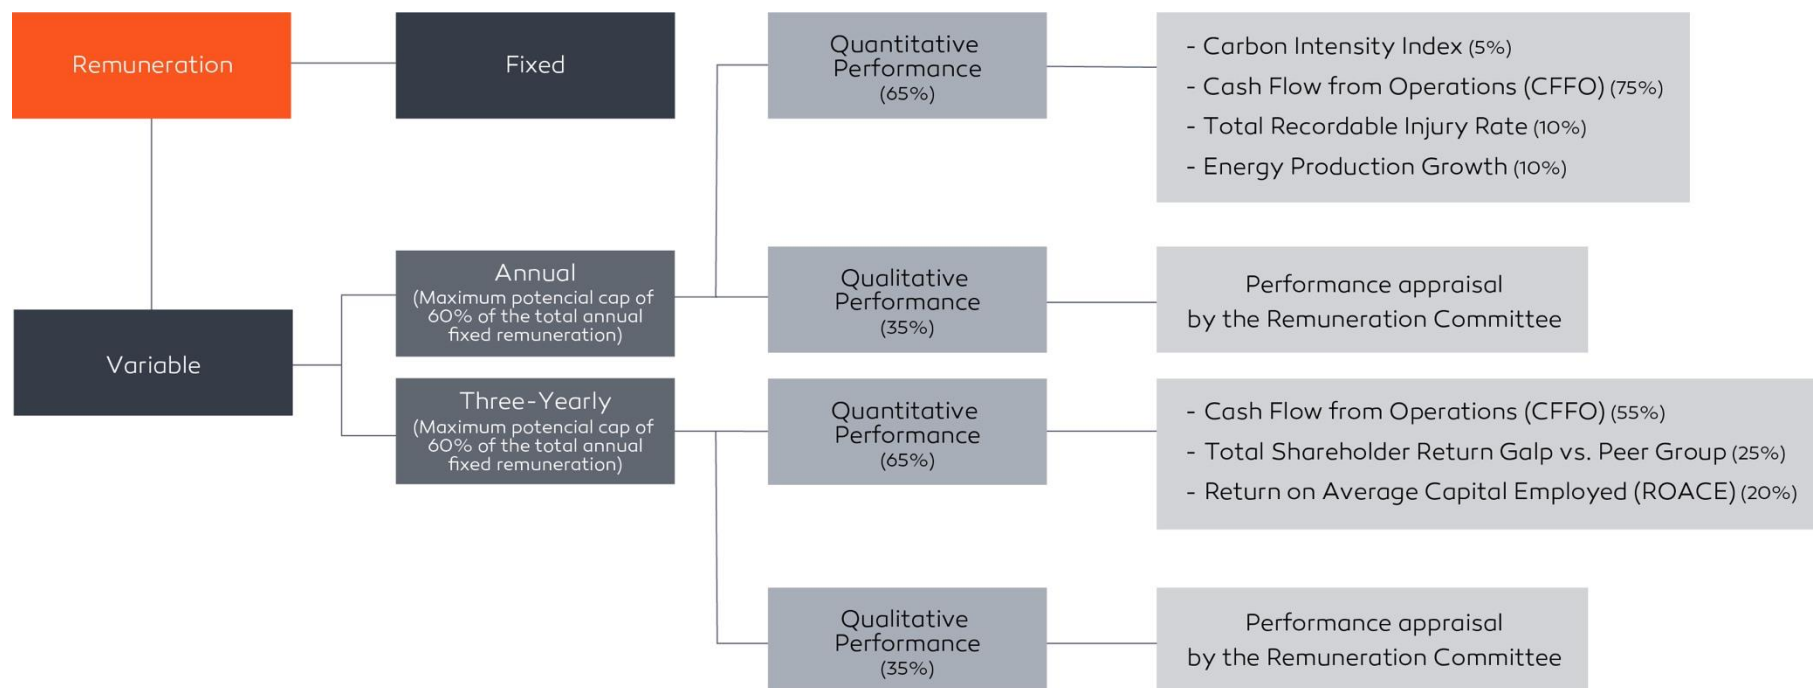 Remuneration
Fixed
Quantitative
Performance
(65%)
- Carbon Intensity Index (5%)
- Cash Flow from Operations (CFFO) (75%)
- Total Recordable Injury Rate (10%)
- Energy Production Growth (10%)
Variable
Annual
(Maximum potencial cap of
60% of the total annual
fixed remuneration)
Qualitative
Performance
(35%)
Performance appraisal
by the Remuneration Committee
Three-Yearly
(Maximum potencial cap of
60% of the total annual
fixed remuneration)
Quantitative
Performance
(65%)
- Cash Flow from Operations (CFFO) (55%)
- Total Shareholder Return Galp vs. Peer Group (25%)
- Return on Average Capital Employed (ROACE) (20%)
Qualitative
Performance
(35%)
Performance appraisal
by the Remuneration Committee